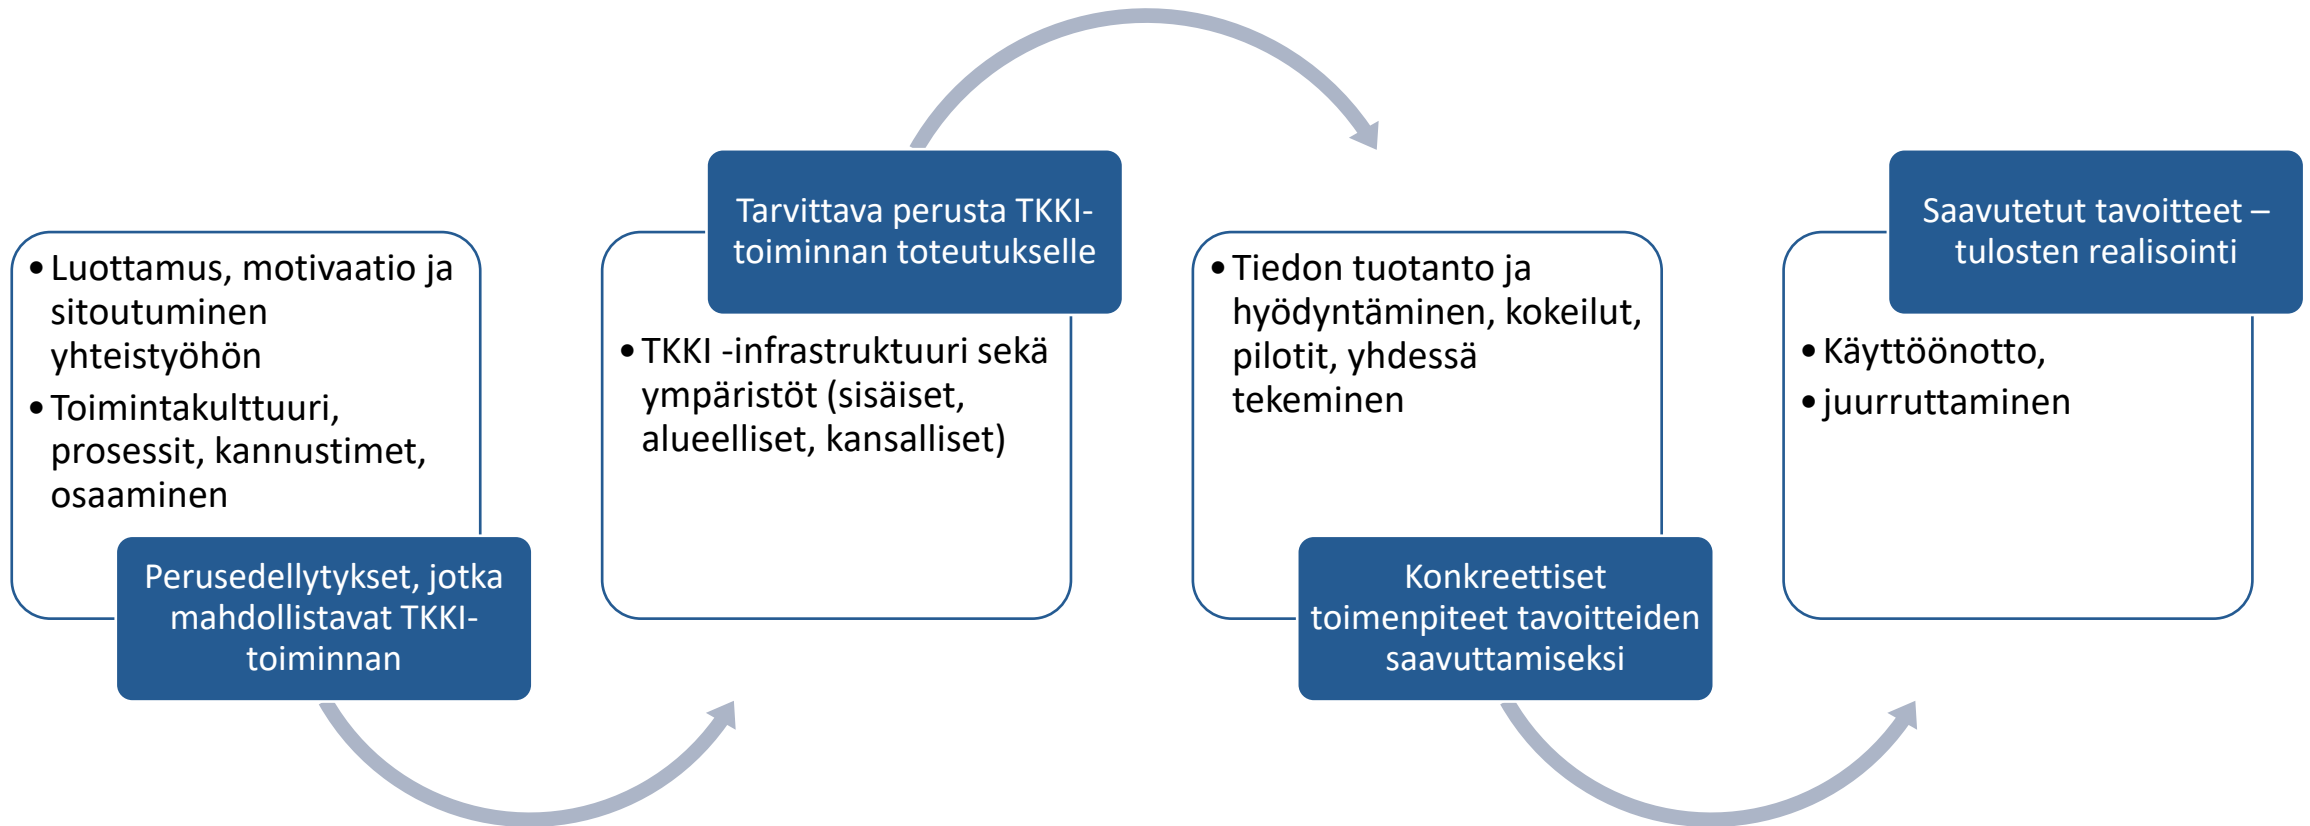 •Luottamus, motivaatio ja
sitoutuminen
yhteistyöhön
•Toimintakulttuuri,
prosessit, kannustimet,
osaaminen
Perusedellytykset, jotka
mahdollistavat TKKI-
toiminnan
Tarvittava perusta TKKI-
toiminnan toteutukselle
•TKKI -infrastruktuuri sekä
ympäristöt (sisäiset,
alueelliset, kansalliset)
•Tiedon tuotanto ja
hyödyntäminen, kokeilut,
pilotit, yhdessä
tekeminen
Konkreettiset
toimenpiteet tavoitteiden
saavuttamiseksi
Saavutetut tavoitteet –
tulosten realisointi
•Käyttöönotto,
•juurruttaminen